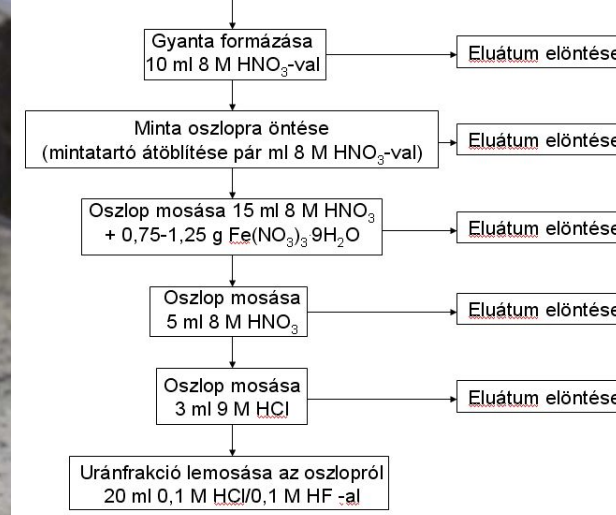 Gyanta formázása
10 ml 8 M HNO₃-val
Eluátum elöntése
Minta oszlopra öntése
(mintatartó átöblítése pár ml 8 M HNO₃-val)
Eluátum elöntése
Oszlop mosása 15 ml 8 M HNO₃
+ 0,75-1,25 g Fe(NO₃)₃·9H₂O
Eluátum elöntése
Oszlop mosása
5 ml 8 M HNO₃
Eluátum elöntése
Oszlop mosása
3 ml 9 M HCl
Eluátum elöntése
Uránfrakció lemosása az oszlopról
20 ml 0,1 M HCl/0,1 M HF -al